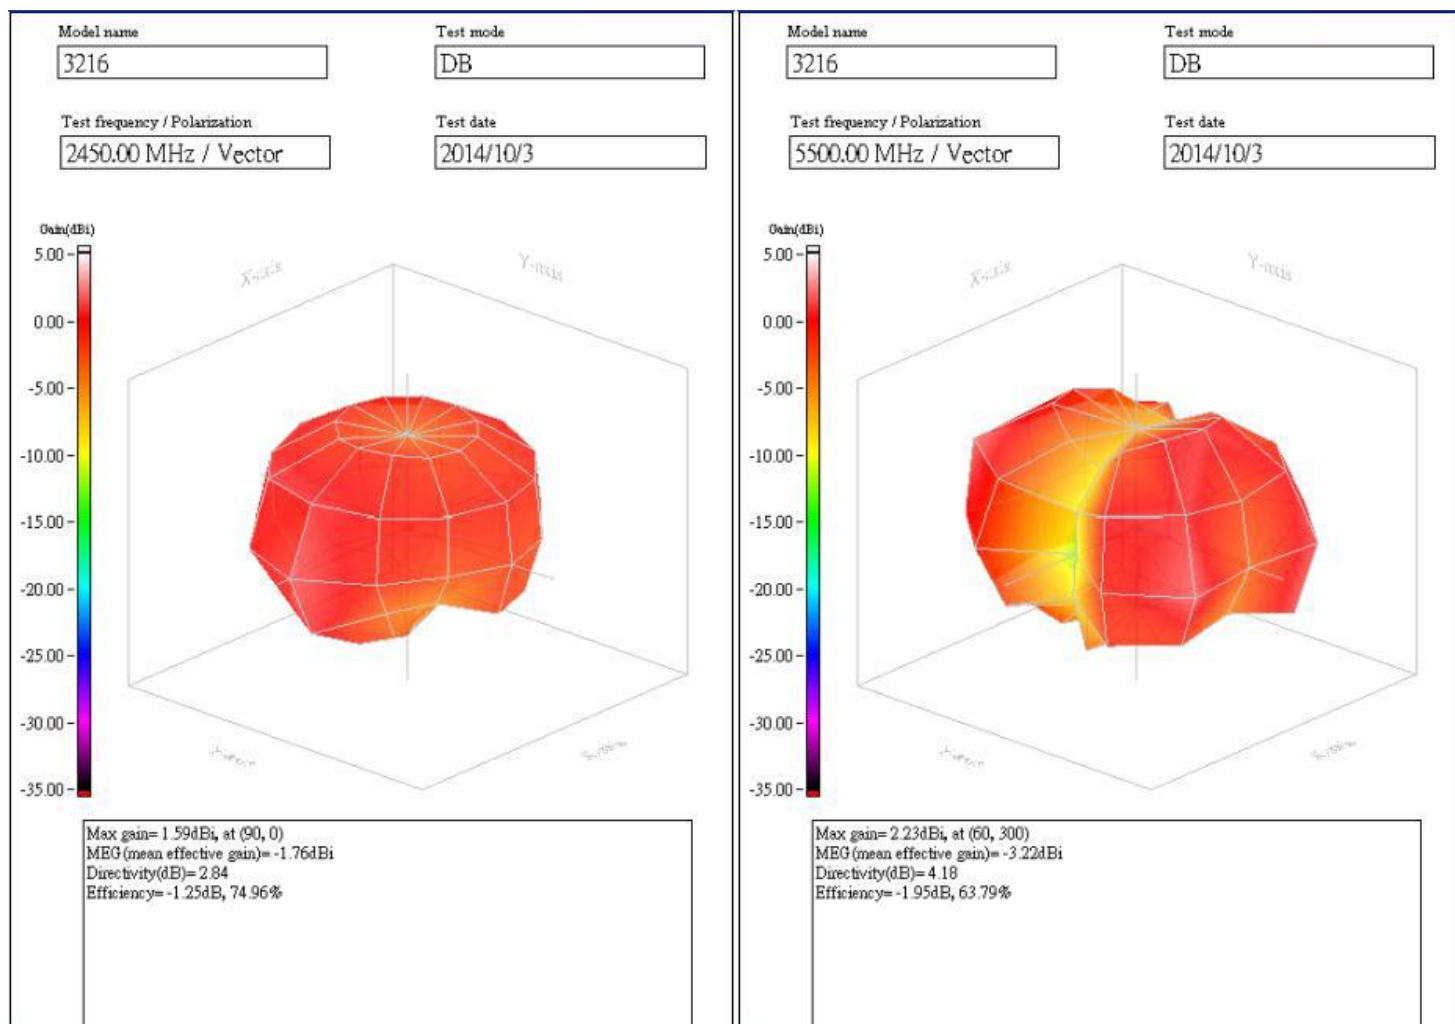 Model name
Test mode
3216
DB
Test frequency / Polarization
Test date
2450.00 MHz / Vector
2014/10/3
Gain(dBi)
5.00
0.00
-5.00
-10.00
-15.00
-20.00
-25.00
-30.00
-35.00
X-axis
Y-axis
Max gain= 1.59dBi, at (90, 0)
MEG(mean effective gain)= -1.76dBi
Directivity(dB)= 2.84
Efficiency= -1.25dB, 74.96%
Model name
Test mode
3216
DB
Test frequency / Polarization
Test date
5500.00 MHz / Vector
2014/10/3
Gain(dBi)
5.00
0.00
-5.00
-10.00
-15.00
-20.00
-25.00
-30.00
-35.00
X-axis
Y-axis
Max gain= 2.23dBi, at (60, 300)
MEG(mean effective gain)= -3.22dBi
Directivity(dB)= 4.18
Efficiency= -1.95dB, 63.79%